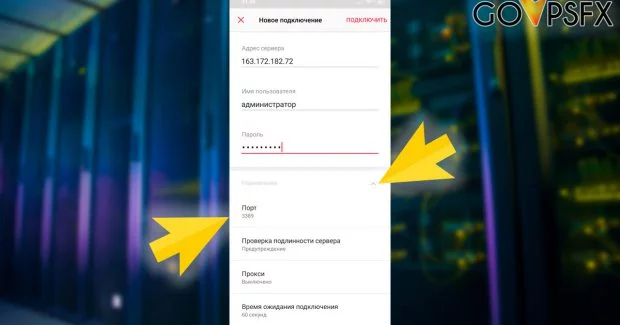 GOVPSFX
Новое подключение
ПОДКЛЮЧИТЬ
Адрес сервера
163.172.182.72
Имя пользователя
администратор
Пароль
Порт
3389
Проверка подлинности сервера
Предупреждение
Прокси
Выключено
Время ожидания подключения
60 секунд